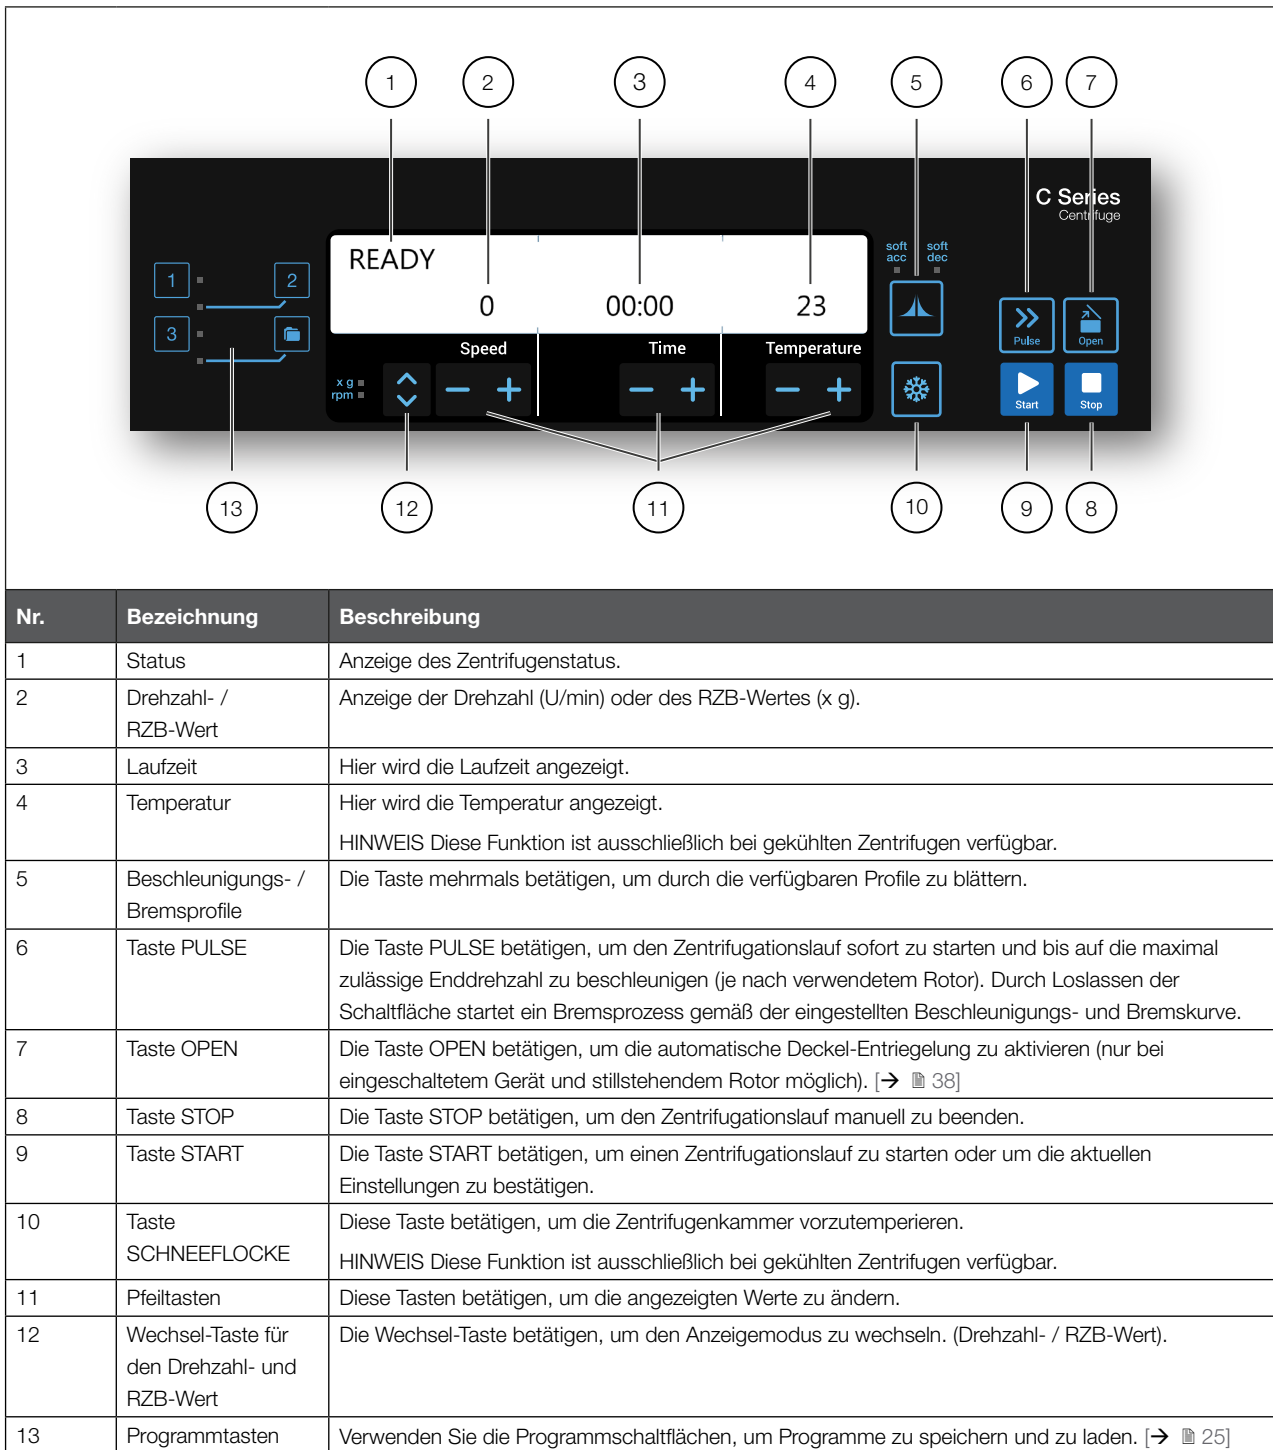 1
2
3
4
5
6
7
C Series
Centrifuge
READY
0
00:00
23
soft acc
soft dec
1
2
3
Speed
Time
Temperature
x g
rpm
Pulse
Open
Start
Stop
13
12
11
10
9
8
Nr. Bezeichnung Beschreibung
1 Status Anzeige des Zentrifugenstatus.
2 Drehzahl- / Anzeige der Drehzahl (U/min) oder des RZB-Wertes (x g).
RZB-Wert
3 Laufzeit Hier wird die Laufzeit angezeigt.
4 Temperatur Hier wird die Temperatur angezeigt.
HINWEIS Diese Funktion ist ausschließlich bei gekühlten Zentrifugen verfügbar.
5 Beschleunigungs- / Die Taste mehrmals betätigen, um durch die verfügbaren Profile zu blättern.
Bremsprofile
6 Taste PULSE Die Taste PULSE betätigen, um den Zentrifugationslauf sofort zu starten und bis auf die maximal
zulässige Enddrehzahl zu beschleunigen (je nach verwendetem Rotor). Durch Loslassen der
Schaltfläche startet ein Bremsprozess gemäß der eingestellten Beschleunigungs- und Bremskurve.
7 Taste OPEN Die Taste OPEN betätigen, um die automatische Deckel-Entriegelung zu aktivieren (nur bei
eingeschaltetem Gerät und stillstehendem Rotor möglich). [→ 38]
8 Taste STOP Die Taste STOP betätigen, um den Zentrifugationslauf manuell zu beenden.
9 Taste START Die Taste START betätigen, um einen Zentrifugationslauf zu starten oder um die aktuellen
Einstellungen zu bestätigen.
10 Taste Diese Taste betätigen, um die Zentrifugenkammer vorzutemperieren.
SCHNEEFLOCKE HINWEIS Diese Funktion ist ausschließlich bei gekühlten Zentrifugen verfügbar.
11 Pfeiltasten Diese Tasten betätigen, um die angezeigten Werte zu ändern.
12 Wechsel-Taste für Die Wechsel-Taste betätigen, um den Anzeigemodus zu wechseln. (Drehzahl- / RZB-Wert).
den Drehzahl- und
RZB-Wert
13 Programmtasten Verwenden Sie die Programmschaltflächen, um Programme zu speichern und zu laden. [→ 25]